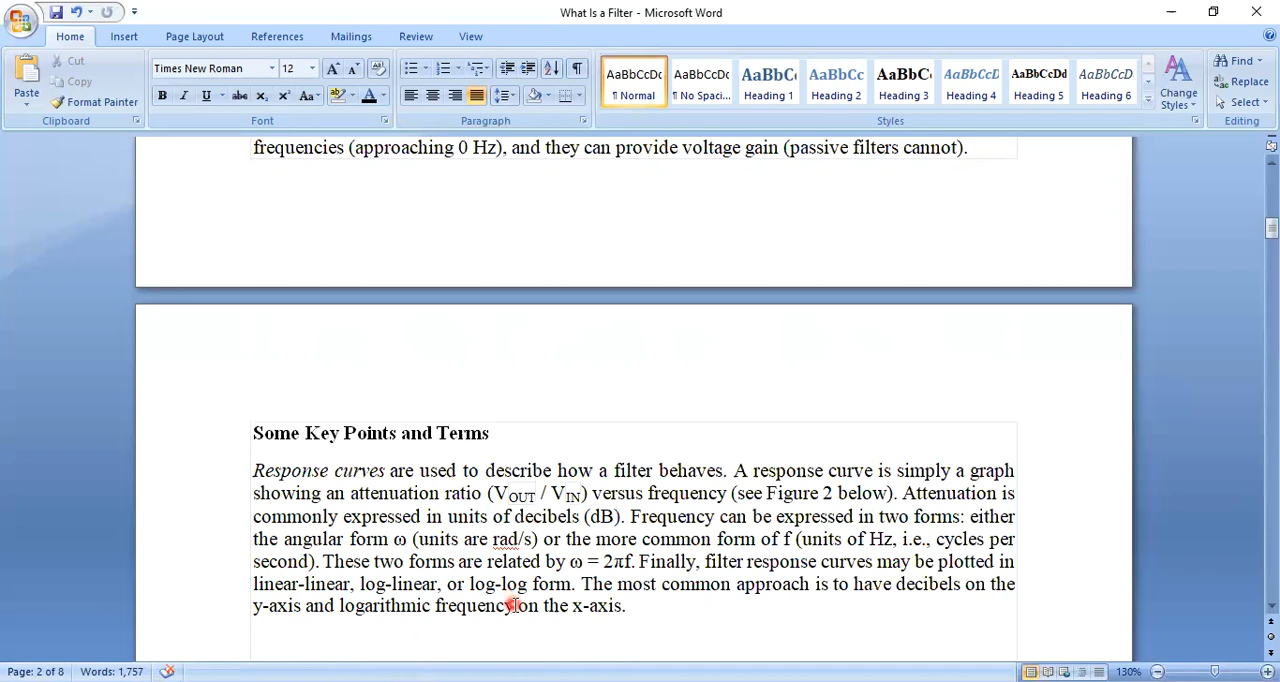 What Is a Filter - Microsoft Word
Home Insert Page Layout References Mailings Review View
Paste
Cut
Copy
Format Painter
Clipboard
Times New Roman 12
B I U abc X₂ X² Aa
Font
Paragraph
AaBbCcDc AaBbCcDc AaBbCc AaBbCc AaBbC AaBbCcD AaBbCcDd AaBbCcD
¶ Normal ¶ No Spaci... Heading 1 Heading 2 Heading 3 Heading 4 Heading 5 Heading 6
Change Styles
Styles
Find
Replace
Select
Editing
frequencies (approaching 0 Hz), and they can provide voltage gain (passive filters cannot).
Some Key Points and Terms
Response curves are used to describe how a filter behaves. A response curve is simply a graph
showing an attenuation ratio (VOUT / VIN) versus frequency (see Figure 2 below). Attenuation is
commonly expressed in units of decibels (dB). Frequency can be expressed in two forms: either
the angular form ω (units are rad/s) or the more common form of f (units of Hz, i.e., cycles per
second). These two forms are related by ω = 2πf. Finally, filter response curves may be plotted in
linear-linear, log-linear, or log-log form. The most common approach is to have decibels on the
y-axis and logarithmic frequency on the x-axis.
Page: 2 of 8 Words: 1,757 130%